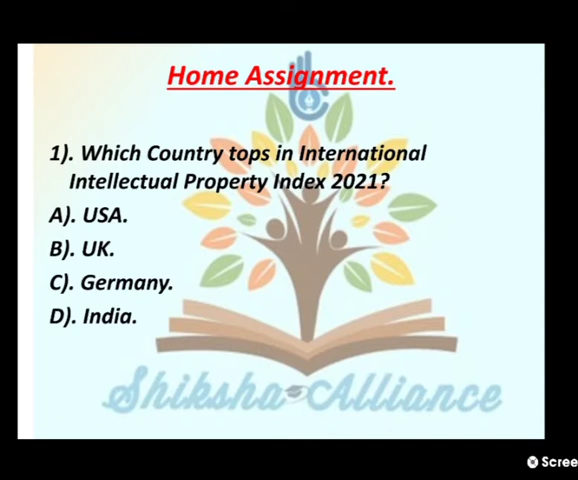 Home Assignment.
1). Which Country tops in International
Intellectual Property Index 2021?
A). USA.
B). UK.
C). Germany.
D). India.
Shiksha Alliance
Scree